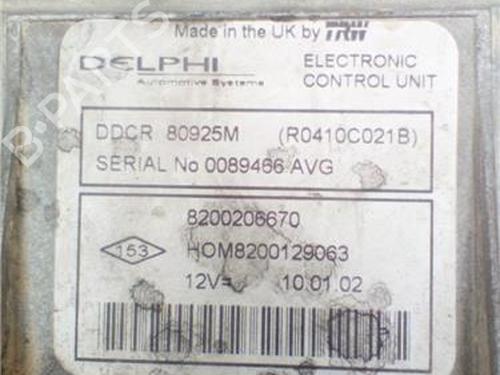 Made in the UK by TRW
DELPHI
Automotive Systems
ELECTRONIC
CONTROL UNIT
DDCR 80925M (R0410C021B)
SERIAL No 0089466 AVG
8200206670
153
HOM8200129063
12V= 10.01.02
B-PARTS